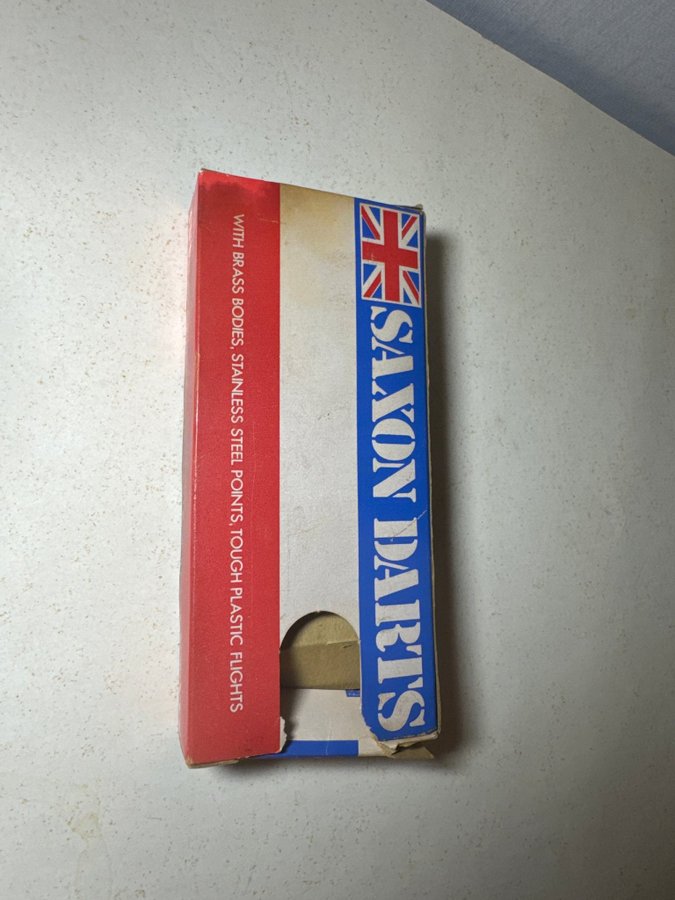 SAXON DARTS
WITH BRASS BODIES, STAINLESS STEEL POINTS, TOUGH PLASTIC FLIGHTS